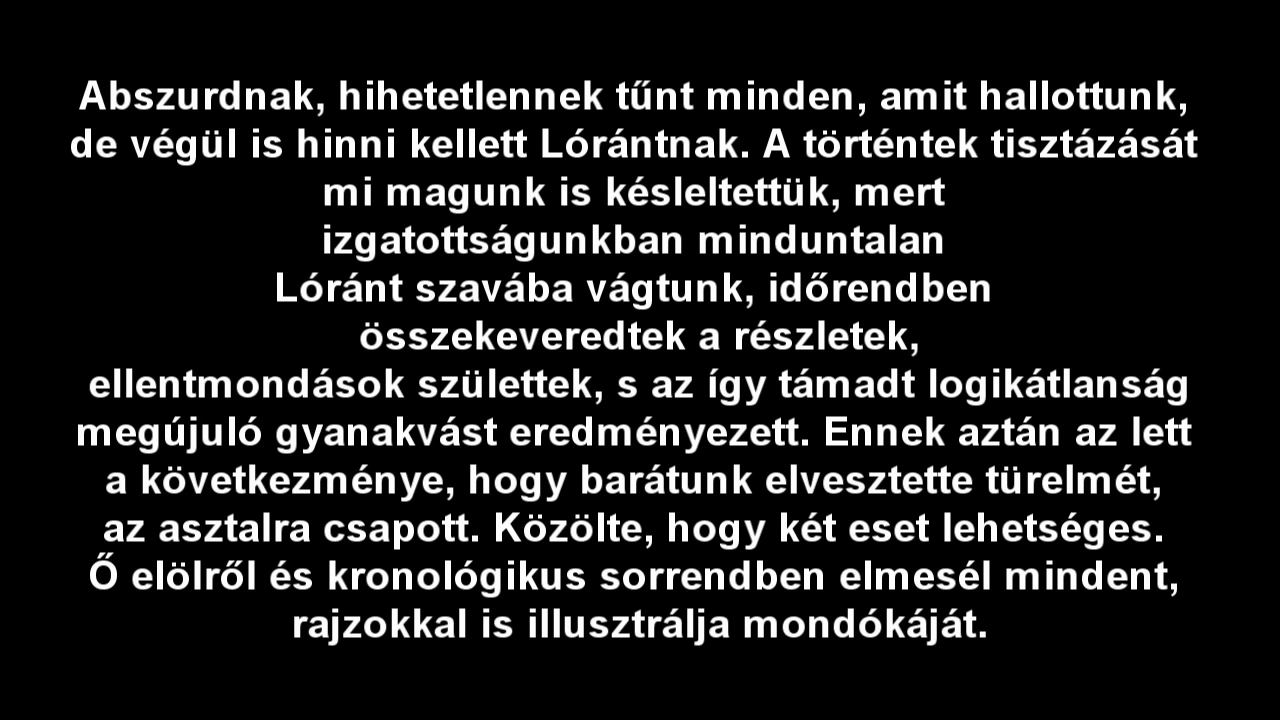 Abszurdnak, hihetetlennek tűnt minden, amit hallottunk,
de végül is hinni kellett Lórántnak. A történtek tisztázását
mi magunk is késleltettük, mert
izgatottságunkban minduntalan
Lóránt szavába vágtunk, időrendben
összekeveredtek a részletek,
ellentmondások születtek, s az így támadt logikátlanság
megújuló gyanakvást eredményezett. Ennek aztán az lett
a következménye, hogy barátunk elvesztette türelmét,
az asztalra csapott. Közölte, hogy két eset lehetséges.
Ő elölről és kronológikus sorrendben elmesél mindent,
rajzokkal is illusztrálja mondókáját.